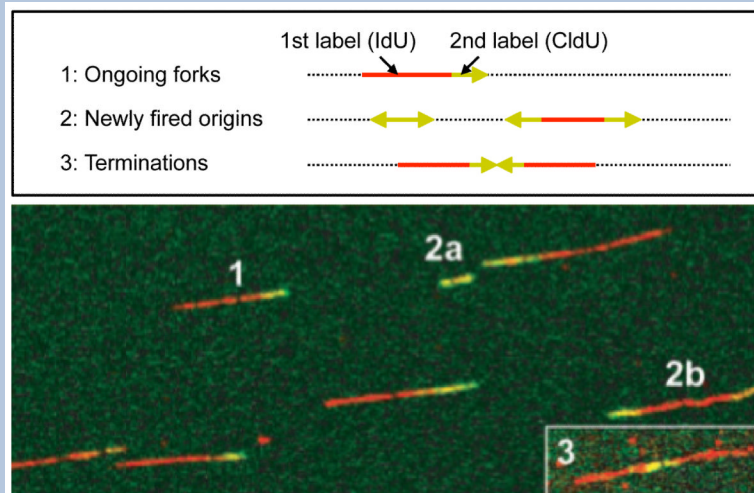 1st label (IdU) 2nd label (CldU)
1: Ongoing forks
2: Newly fired origins
3: Terminations
1
2a
2b
3